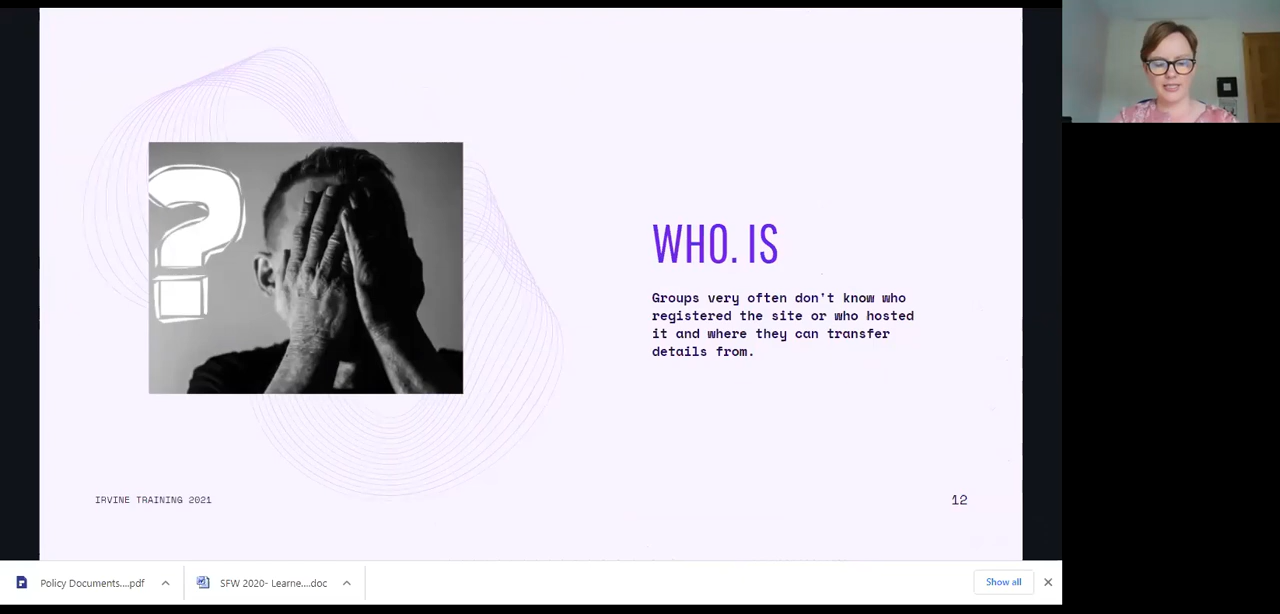 ?
WHO. IS
Groups very often don't know who
registered the site or who hosted
it and where they can transfer
details from.
IRVINE TRAINING 2021
12
Policy Documents....pdf
SFW 2020- Learne....doc
Show all